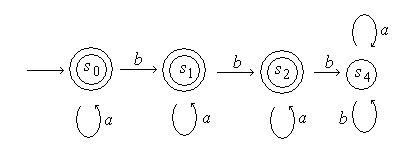 a
b b b
s₀ s₁ s₂ s₄
a a a b